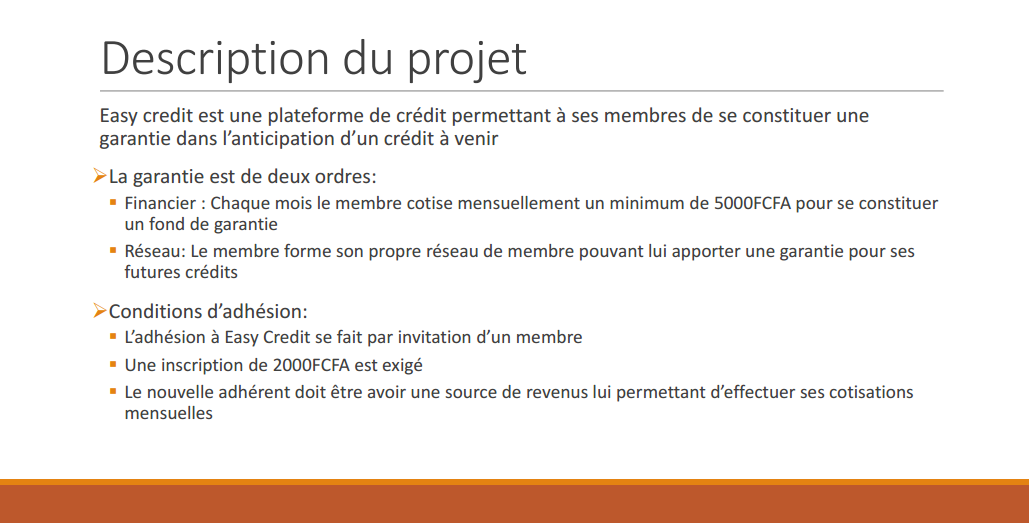 Description du projet
Easy credit est une plateforme de crédit permettant à ses membres de se constituer une
garantie dans l’anticipation d’un crédit à venir
La garantie est de deux ordres:
Financier : Chaque mois le membre cotise mensuellement un minimum de 5000FCFA pour se constituer
un fond de garantie
Réseau: Le membre forme son propre réseau de membre pouvant lui apporter une garantie pour ses
futures crédits
Conditions d’adhésion:
L’adhésion à Easy Credit se fait par invitation d’un membre
Une inscription de 2000FCFA est exigé
Le nouvelle adhérent doit être avoir une source de revenus lui permettant d’effectuer ses cotisations
mensuelles